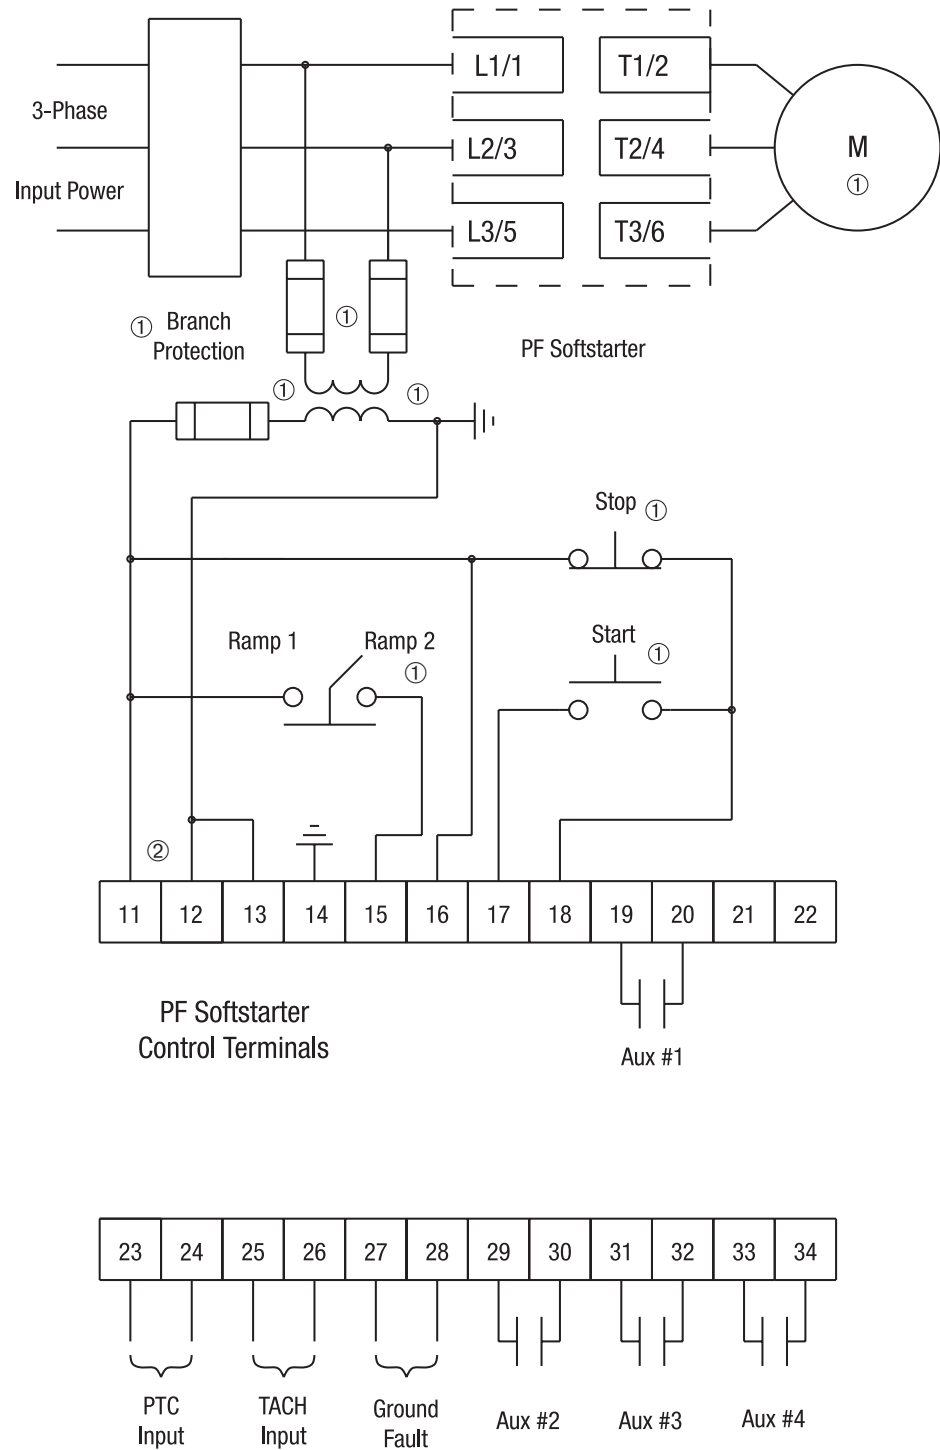 L1/1 T1/2
3-Phase
L2/3 T2/4 M
①
Input Power
L3/5 T3/6
① Branch
Protection
①
PF Softstarter
① ①
Stop ①
Ramp 1 Ramp 2 ①
Start ①
②
11 12 13 14 15 16 17 18 19 20 21 22
PF Softstarter
Control Terminals
Aux #1
23 24 25 26 27 28 29 30 31 32 33 34
PTC
Input
TACH
Input
Ground
Fault
Aux #2
Aux #3
Aux #4